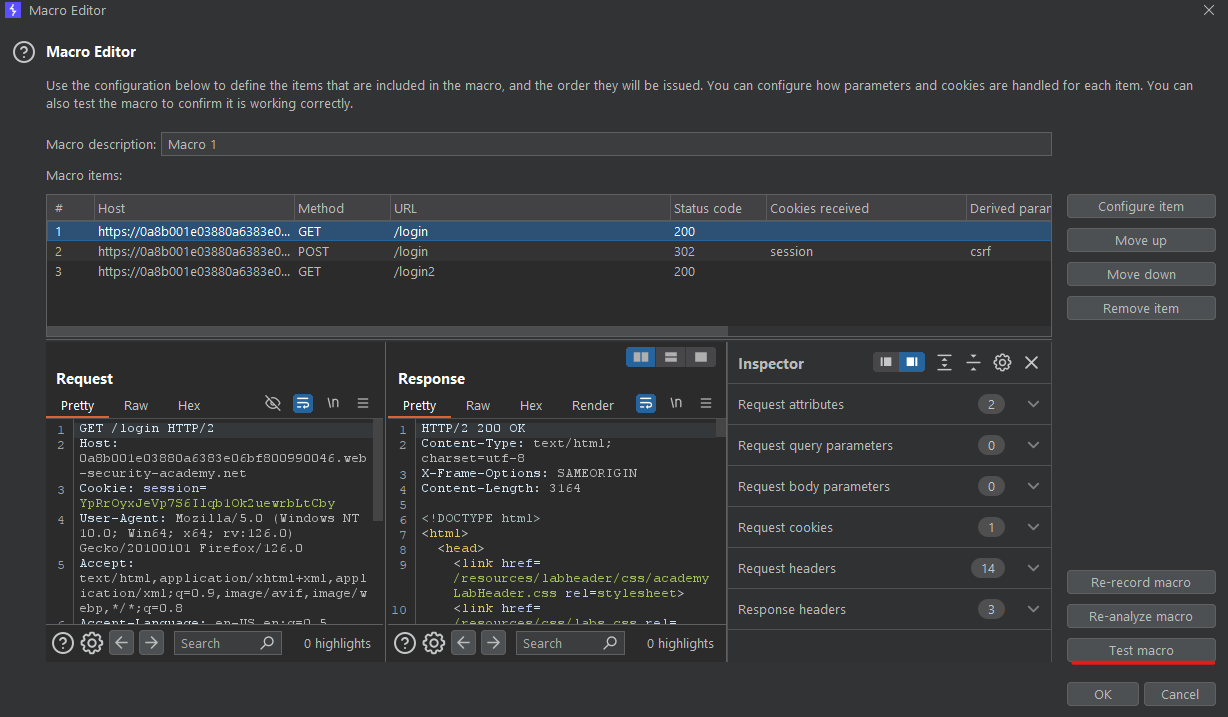 Macro Editor
Macro Editor
Use the configuration below to define the items that are included in the macro, and the order they will be issued. You can configure how parameters and cookies are handled for each item. You can
also test the macro to confirm it is working correctly.
Macro description: Macro 1
Macro items:
# Host Method URL Status code Cookies received Derived parar
1 https://0a8b001e03880a6383e0... GET /login 200
2 https://0a8b001e03880a6383e0... POST /login 302 session csrf
3 https://0a8b001e03880a6383e0... GET /login2 200
Configure item
Move up
Move down
Remove item
Request
Pretty Raw Hex \n
1 GET /login HTTP/2
2 Host:
0a8b001e03880a6383e06bf800990046.web
-security-academy.net
3 Cookie: session=
YpRrOyxJeVp7S6Ilqb1Ok2uewrbLtCby
4 User-Agent: Mozilla/5.0 (Windows NT
10.0; Win64; x64; rv:126.0)
Gecko/20100101 Firefox/126.0
5 Accept:
text/html,application/xhtml+xml,appl
ication/xml;q=0.9,image/avif,image/w
ebp,*/*;q=0.8
6 Accept-Language: en-US,en;q=0.5
Search 0 highlights
Response
Pretty Raw Hex Render \n
1 HTTP/2 200 OK
2 Content-Type: text/html;
charset=utf-8
3 X-Frame-Options: SAMEORIGIN
4 Content-Length: 3164
5
6 <!DOCTYPE html>
7 <html>
8 <head>
9 <link href=
/resources/labheader/css/academy
LabHeader.css rel=stylesheet>
10 <link href=
/resources/css/labs.css rel=
Search 0 highlights
Inspector
Request attributes 2
Request query parameters 0
Request body parameters 0
Request cookies 1
Request headers 14
Response headers 3
Re-record macro
Re-analyze macro
Test macro
OK Cancel